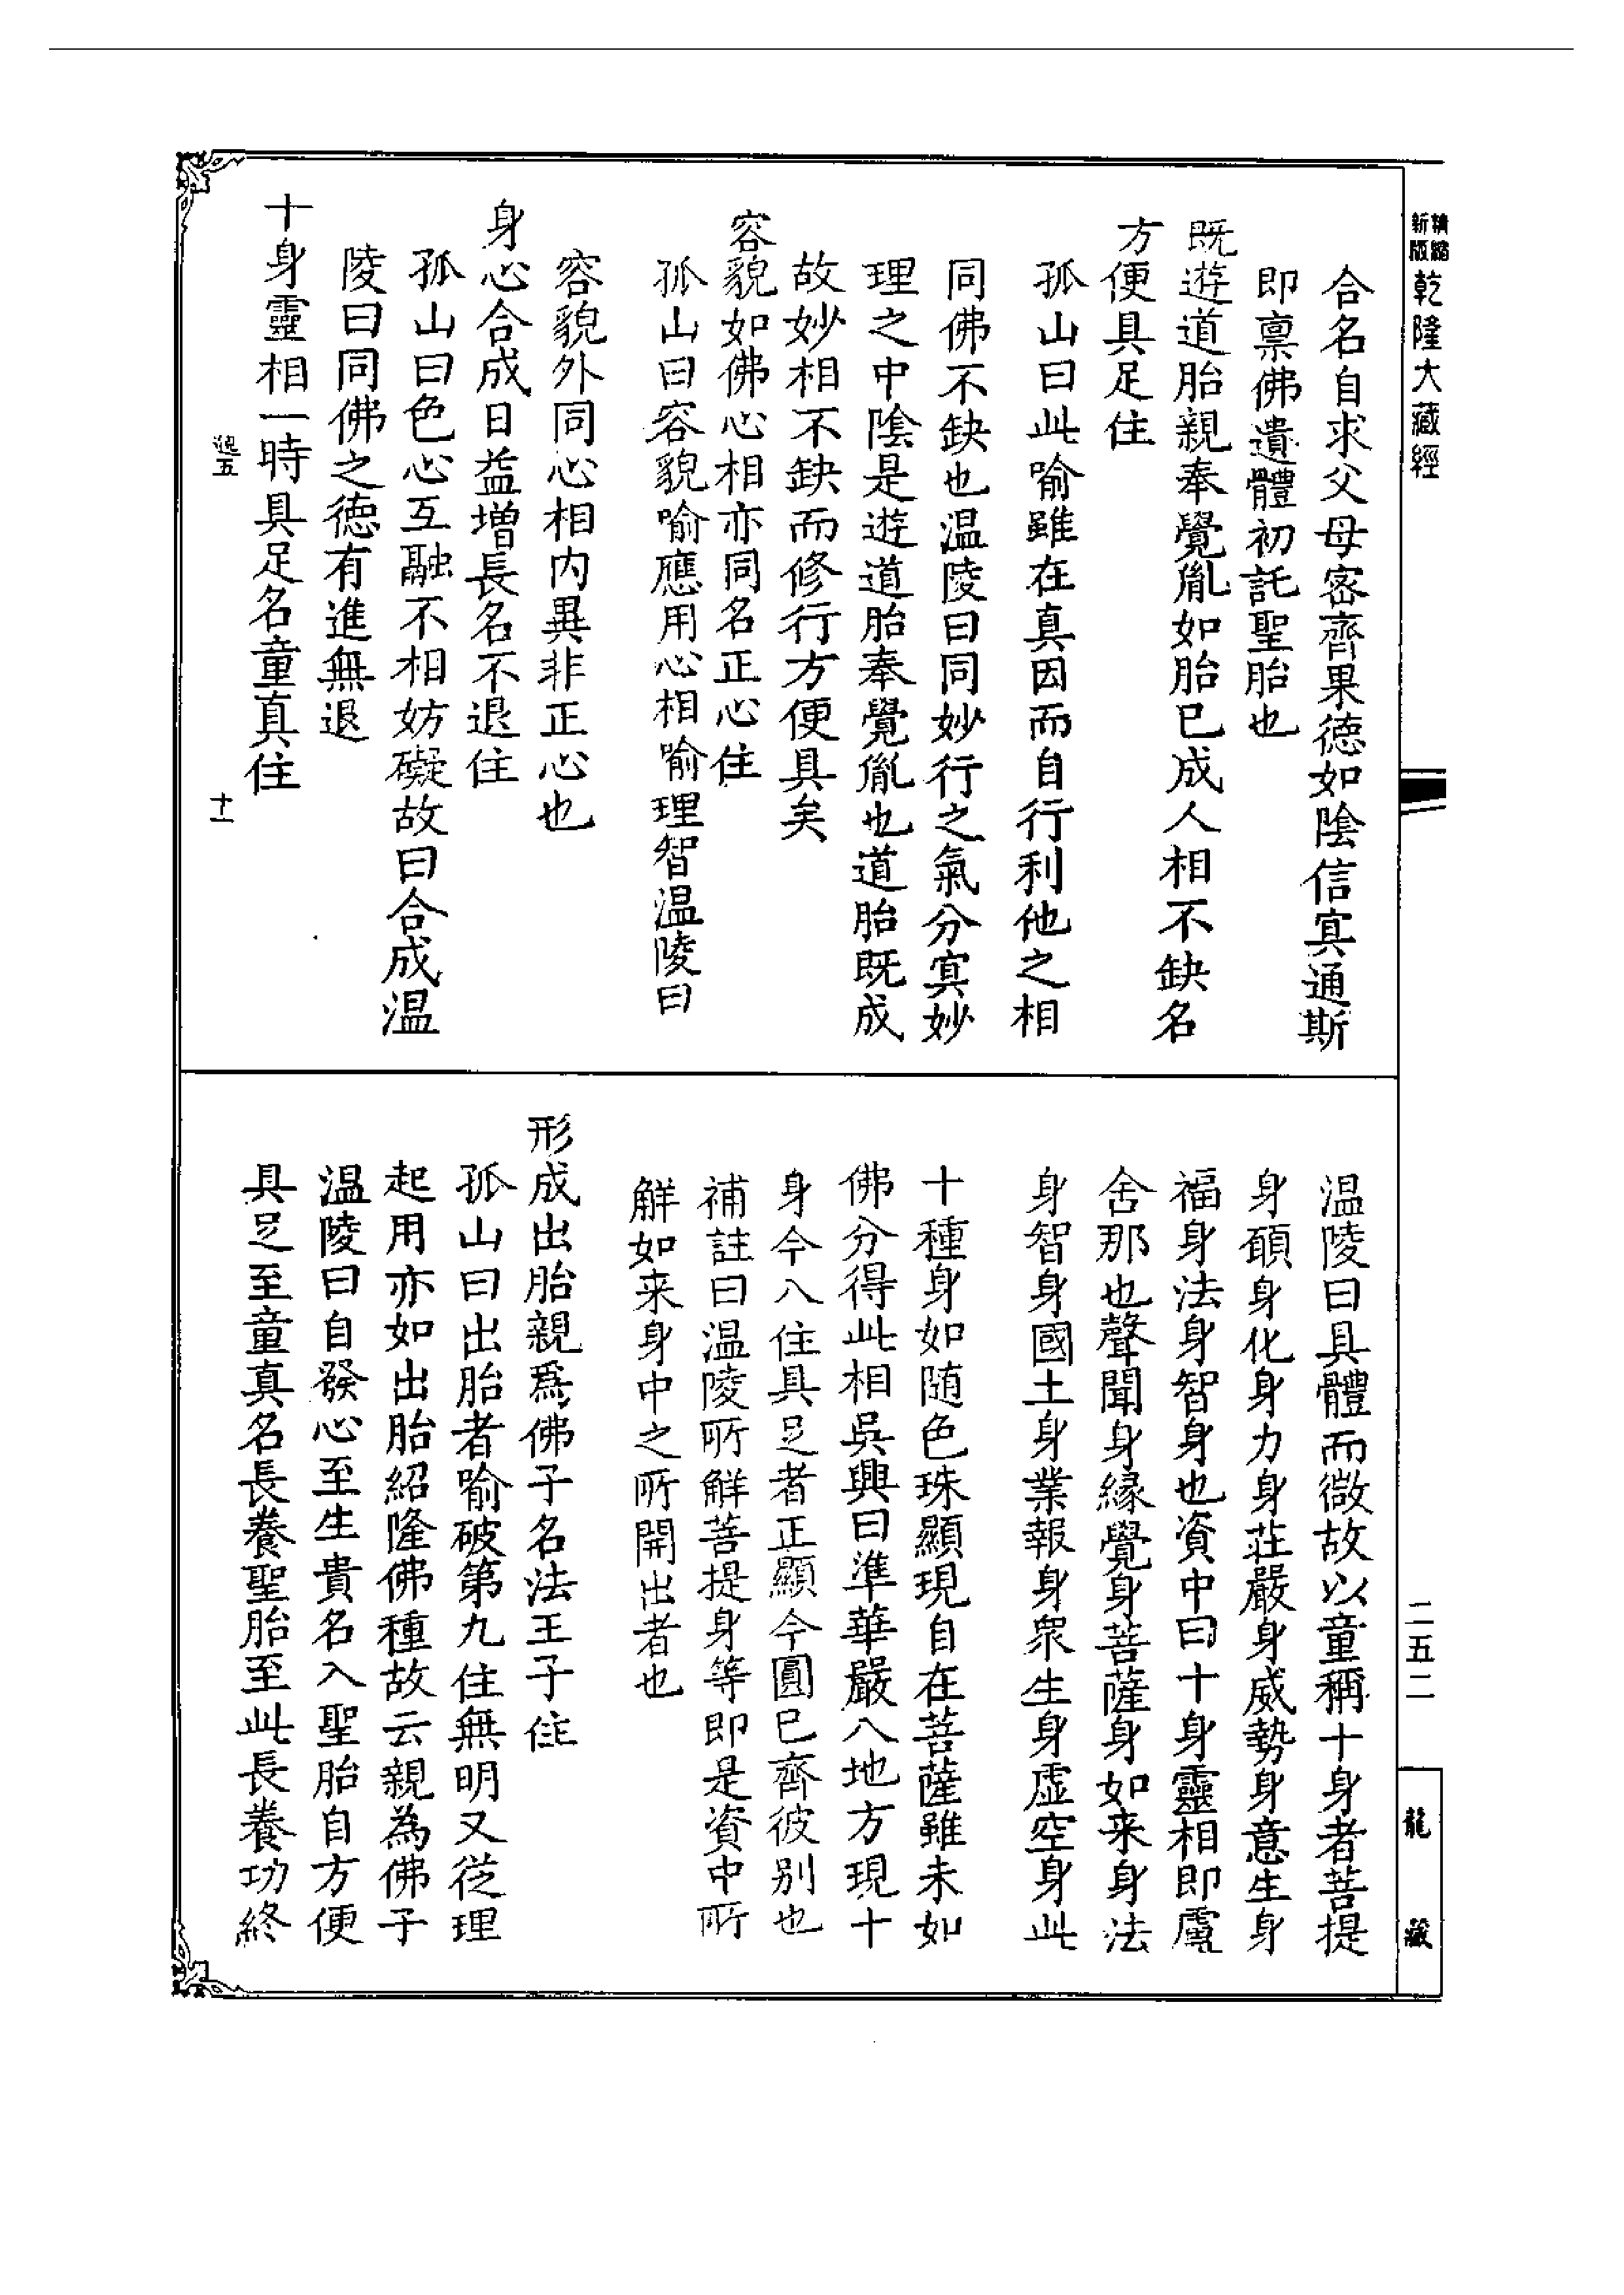 新版精縮
乾隆大藏經
合名自求父母宻齊果徳如陰信㝠通斯
即禀佛遺體初託聖胎也
既遊道胎親奉覺胤如胎已成人相不缺名
方便具足住
孤山曰此喻雖在真因而自行利他之相
同佛不缺也温陵曰同妙行之氣分㝠妙
理之中陰是遊道胎奉覺胤也道胎既成
故妙相不缺而修行方便具矣
容貌如佛心相亦同名正心住
孤山曰容貌喻應用心相喻理智温陵曰
容貌外同心相内異非正心也
身心合成日益増長名不退住
孤山曰色心互融不相妨礙故曰合成温
陵曰同佛之徳有進無退
十身靈相一時具足名童真住
十一
温陵曰具體而微故以童稱十身者菩提
身願身化身力身莊嚴身威勢身意生身
福身法身智身也資中曰十身靈相即盧
舍那也聲聞身縁覺身菩薩身如来身法
身智身國土身業報身衆生身虛空身此
十種身如随色珠顯現自在菩薩雖未如
佛分得此相吳興曰準華嚴八地方現十
身今八住具足者正顯今圓已齊彼别也
補註曰温陵所解菩提身等即是資中所
解如来身中之所開出者也
形成出胎親爲佛子名法王子住
孤山曰出胎者喻破第九住無明又從理
起用亦如出胎紹隆佛種故云親為佛子
温陵曰自發心至生貴名入聖胎自方便
具足至童真名長養聖胎至此長養功終
二五二
龍藏